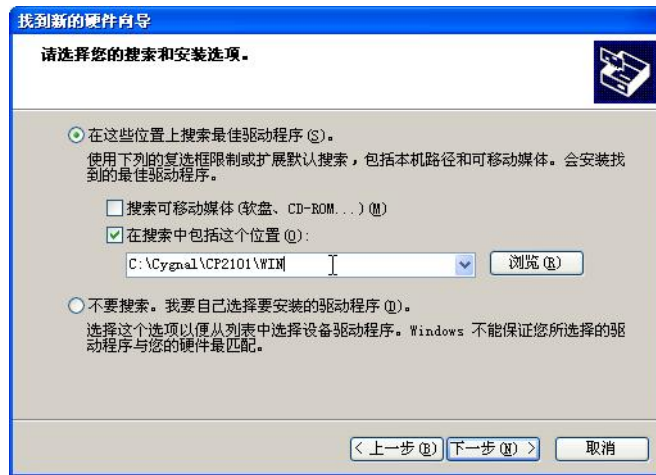 找到新的硬件向导
请选择您的搜索和安装选项。
在这些位置上搜索最佳驱动程序(S)。
使用下列的复选框限制或扩展默认搜索，包括本机路径和可移动媒体。会安装找
到的最佳驱动程序。
搜索可移动媒体(软盘、CD-ROM...)(M)
在搜索中包括这个位置(O):
C:\Cygnal\CP2101\WIN
浏览(R)
不要搜索。我要自己选择要安装的驱动程序(D)。
选择这个选项以便从列表中选择设备驱动程序。Windows 不能保证您所选择的驱
动程序与您的硬件最匹配。
< 上一步(B) 下一步(N) > 取消